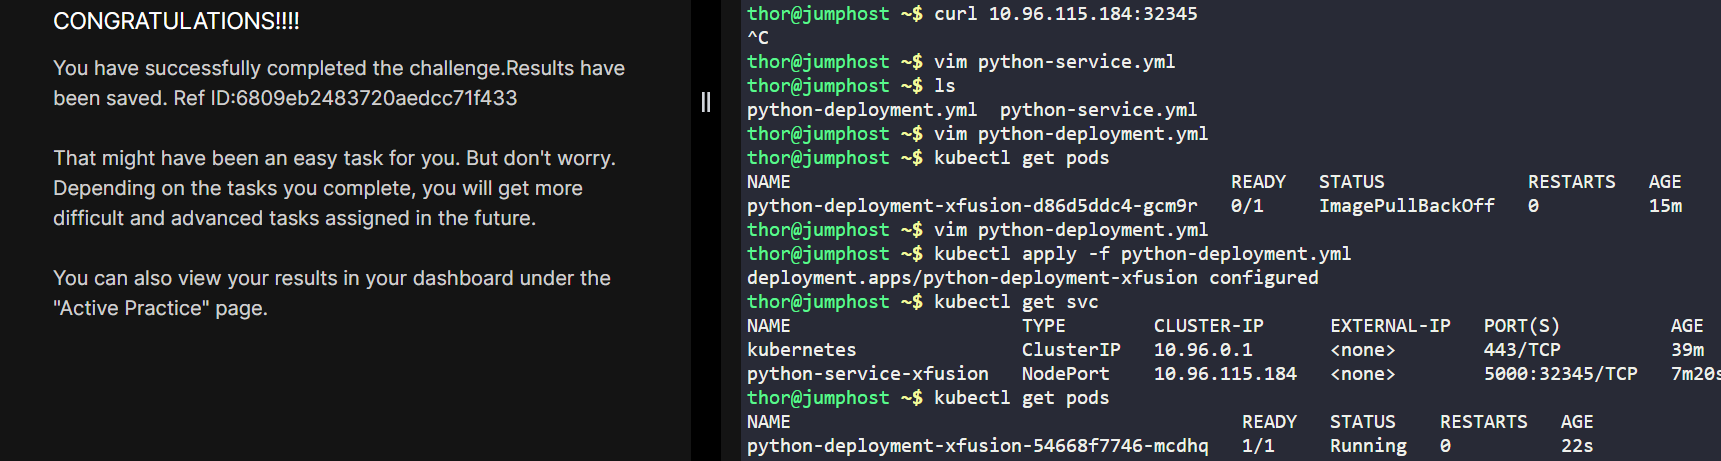 CONGRATULATIONS!!!!
You have successfully completed the challenge.Results have
been saved. Ref ID:6809eb2483720aedcc71f433
That might have been an easy task for you. But don't worry.
Depending on the tasks you complete, you will get more
difficult and advanced tasks assigned in the future.
You can also view your results in your dashboard under the
"Active Practice" page.
thor@jumphost ~$ curl 10.96.115.184:32345
^C
thor@jumphost ~$ vim python-service.yml
thor@jumphost ~$ ls
python-deployment.yml  python-service.yml
thor@jumphost ~$ vim python-deployment.yml
thor@jumphost ~$ kubectl get pods
NAME                                        READY   STATUS             RESTARTS   AGE
python-deployment-xfusion-d86d5ddc4-gcm9r   0/1     ImagePullBackOff   0          15m
thor@jumphost ~$ vim python-deployment.yml
thor@jumphost ~$ kubectl apply -f python-deployment.yml
deployment.apps/python-deployment-xfusion configured
thor@jumphost ~$ kubectl get svc
NAME                     TYPE        CLUSTER-IP      EXTERNAL-IP   PORT(S)          AGE
kubernetes               ClusterIP   10.96.0.1       <none>        443/TCP          39m
python-service-xfusion   NodePort    10.96.115.184   <none>        5000:32345/TCP   7m20s
thor@jumphost ~$ kubectl get pods
NAME                                         READY   STATUS    RESTARTS   AGE
python-deployment-xfusion-54668f7746-mcdhq   1/1     Running   0          22s